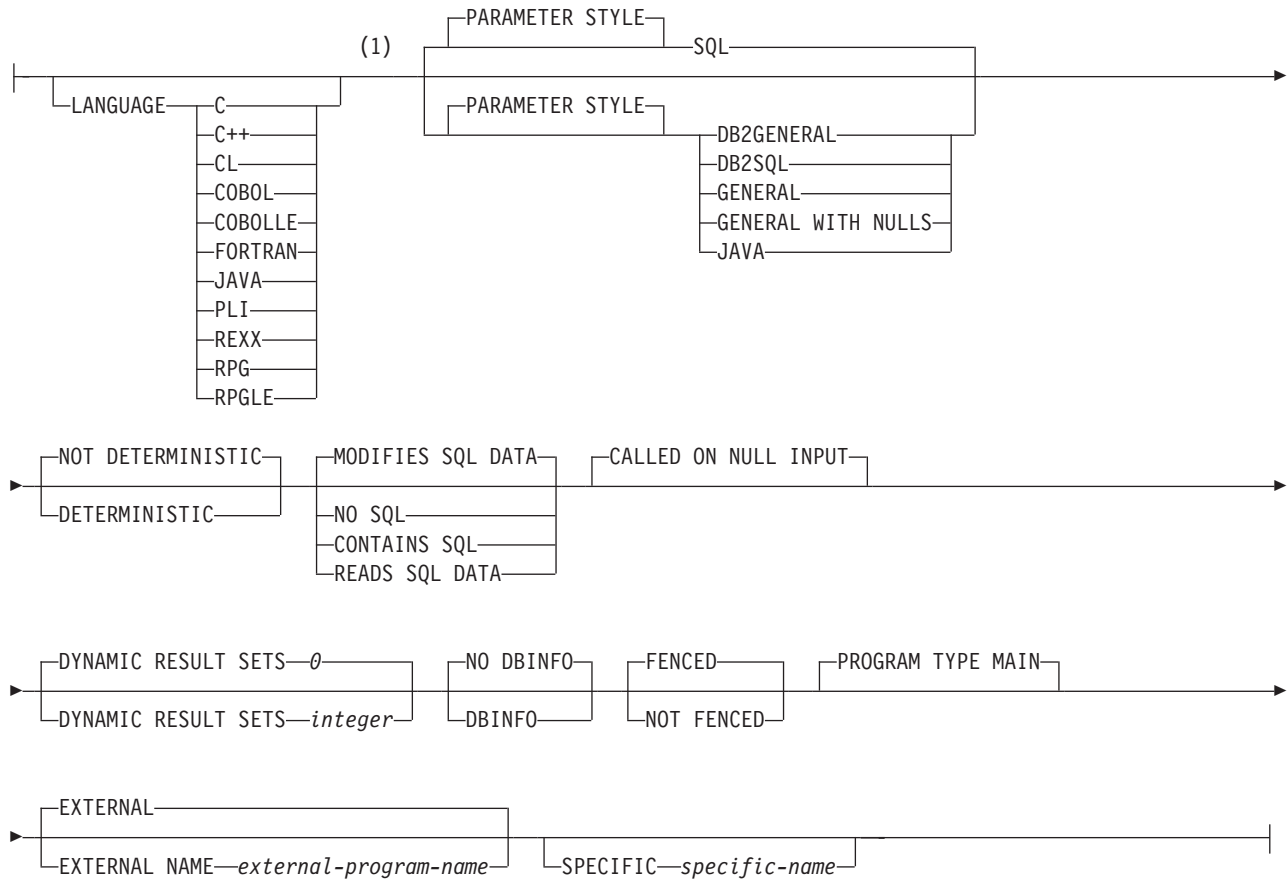 PARAMETER STYLE
(1) SQL
LANGUAGE C PARAMETER STYLE
C++ DB2GENERAL
CL DB2SQL
COBOL GENERAL
COBOLLE GENERAL WITH NULLS
FORTRAN JAVA
JAVA
PLI
REXX
RPG
RPGLE
NOT DETERMINISTIC MODIFIES SQL DATA CALLED ON NULL INPUT
DETERMINISTIC NO SQL
CONTAINS SQL
READS SQL DATA
DYNAMIC RESULT SETS 0 NO DBINFO FENCED PROGRAM TYPE MAIN
DYNAMIC RESULT SETS integer DBINFO NOT FENCED
EXTERNAL
EXTERNAL NAME external-program-name SPECIFIC specific-name